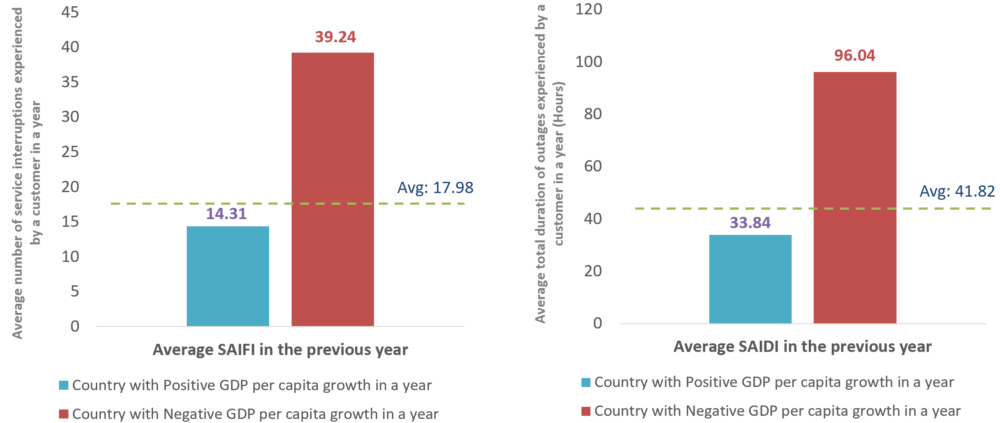 Average number of service interruptions experienced
by a customer in a year
45
40
35
30
25
20
15
10
5
0
39.24
Avg: 17.98
14.31
Average SAIFI in the previous year
Country with Positive GDP per capita growth in a year
Country with Negative GDP per capita growth in a year
Average total duration of outages experienced by a
customer in a year (Hours)
120
100
80
60
40
20
0
96.04
Avg: 41.82
33.84
Average SAIDI in the previous year
Country with Positive GDP per capita growth in a year
Country with Negative GDP per capita growth in a year